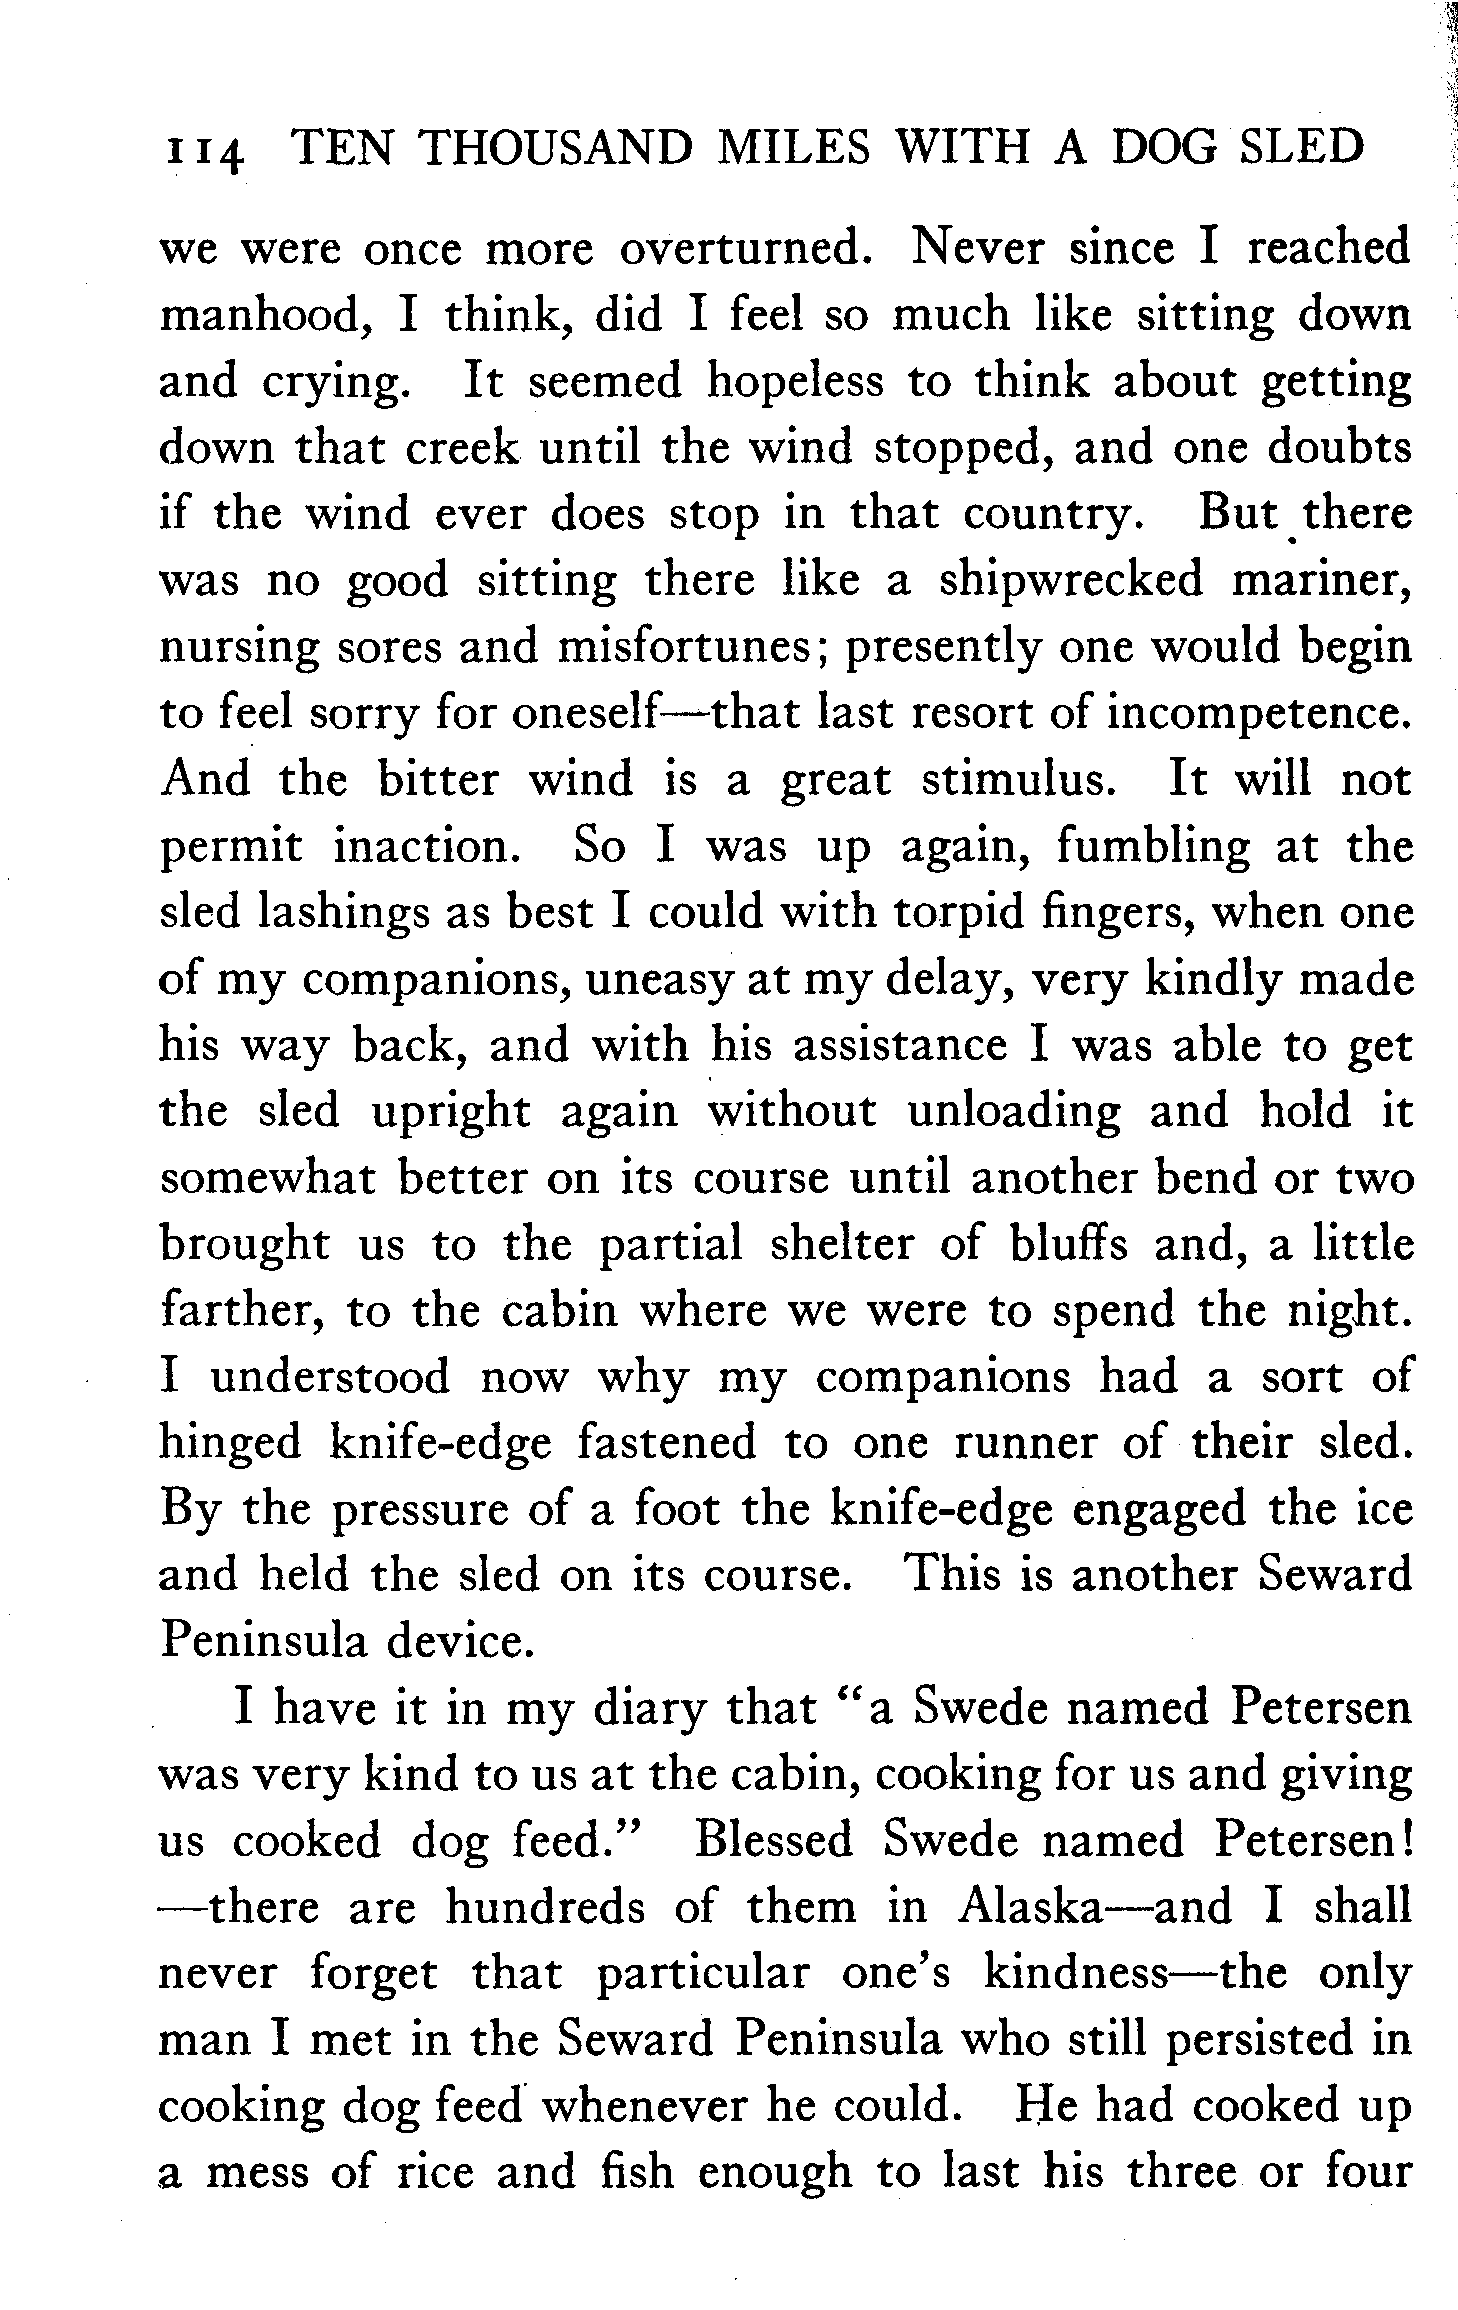 114 TEN THOUSAND MILES WITH A DOG SLED
we were once more overturned. Never since I reached
manhood, I think, did I feel so much like sitting down
and crying. It seemed hopeless to think about getting
down that creek until the wind stopped, and one doubts
if the wind ever does stop in that country. But there
was no good sitting there like a shipwrecked mariner,
nursing sores and misfortunes; presently one would begin
to feel sorry for oneself—that last resort of incompetence.
And the bitter wind is a great stimulus. It will not
permit inaction. So I was up again, fumbling at the
sled lashings as best I could with torpid fingers, when one
of my companions, uneasy at my delay, very kindly made
his way back, and with his assistance I was able to get
the sled upright again without unloading and hold it
somewhat better on its course until another bend or two
brought us to the partial shelter of bluffs and, a little
farther, to the cabin where we were to spend the night.
I understood now why my companions had a sort of
hinged knife-edge fastened to one runner of their sled.
By the pressure of a foot the knife-edge engaged the ice
and held the sled on its course. This is another Seward
Peninsula device.
I have it in my diary that “a Swede named Petersen
was very kind to us at the cabin, cooking for us and giving
us cooked dog feed.” Blessed Swede named Petersen!
—there are hundreds of them in Alaska—and I shall
never forget that particular one's kindness—the only
man I met in the Seward Peninsula who still persisted in
cooking dog feed whenever he could. He had cooked up
a mess of rice and fish enough to last his three or four